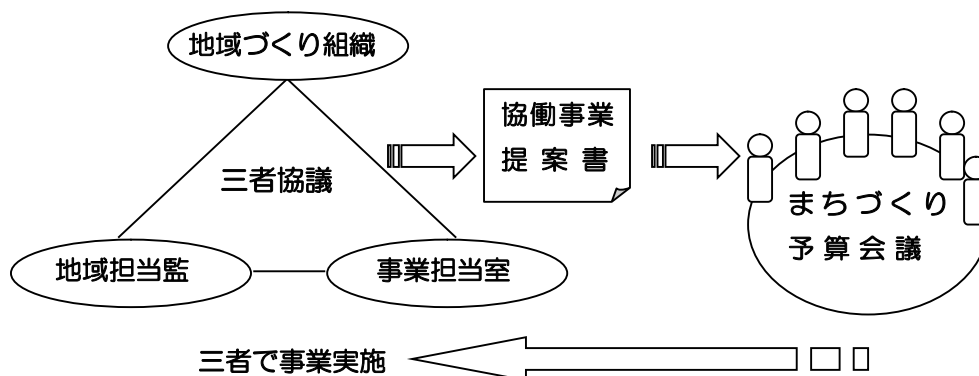 地域づくり組織
協働事業
提案書
三者協議
まちづくり
予算会議
地域担当監
事業担当室
三者で事業実施